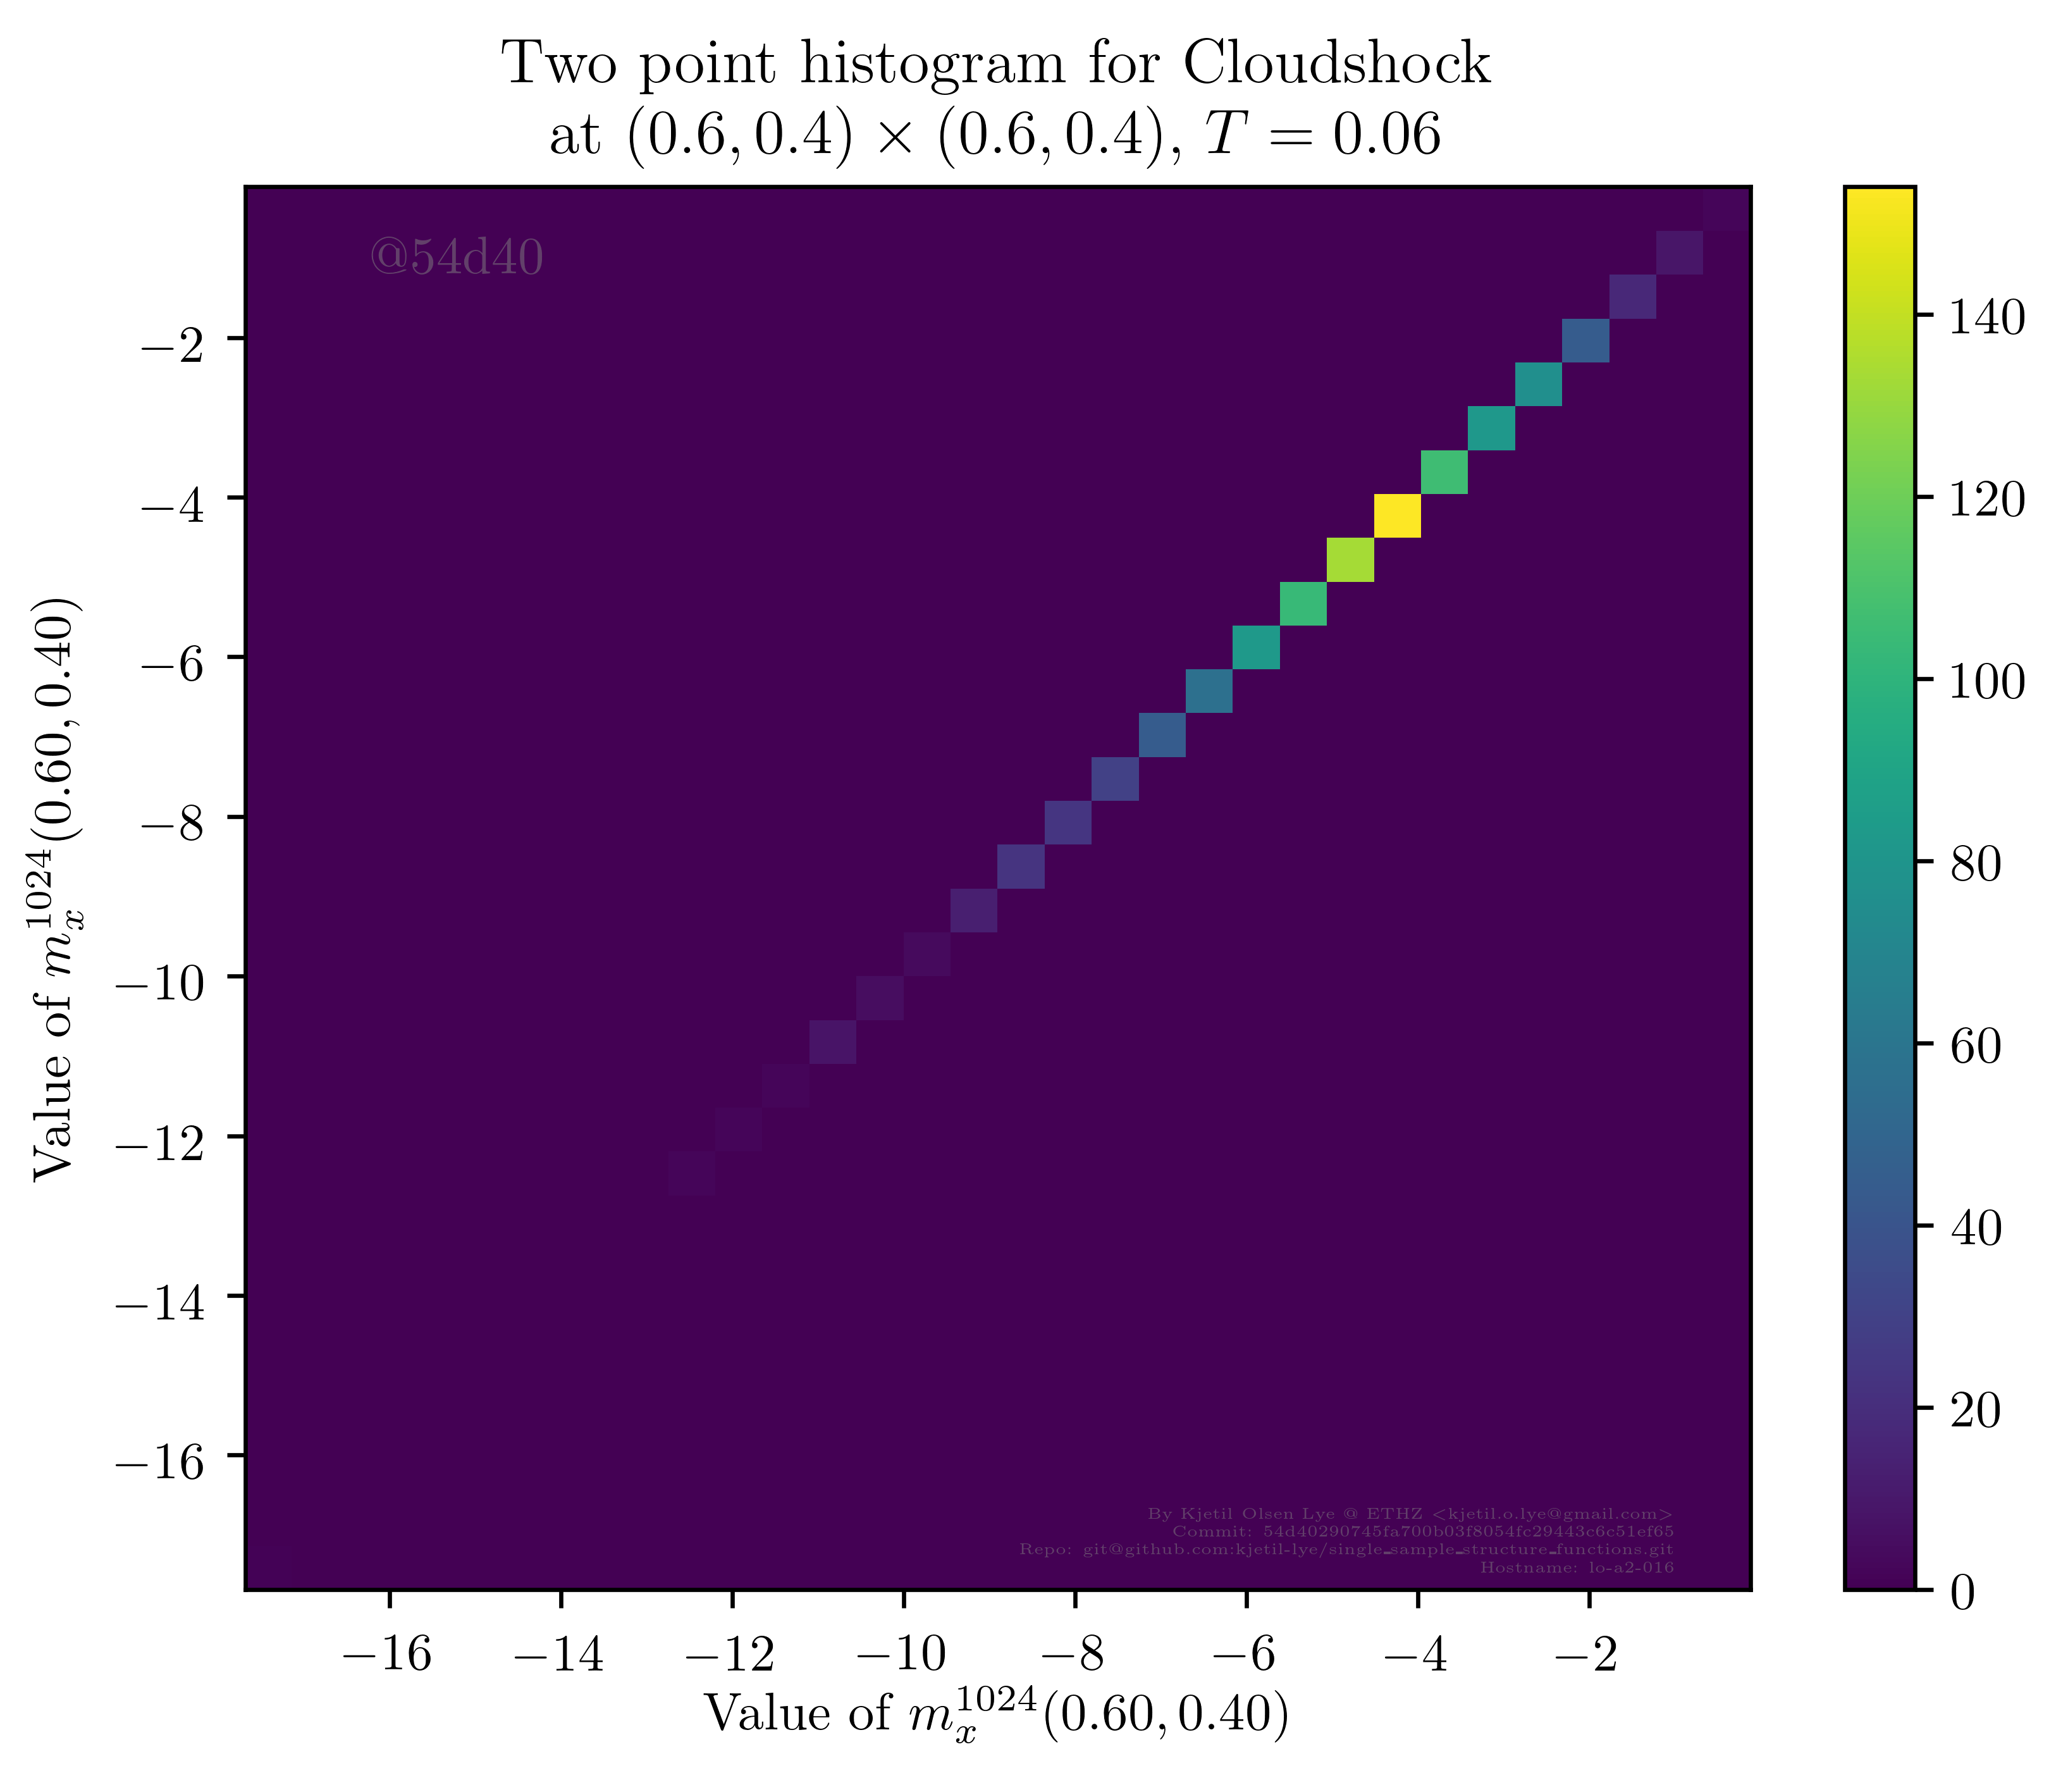 Two point histogram for Cloudshock
at (0.6, 0.4) × (0.6, 0.4), T = 0.06
@54d40
Value of m_x^1024(0.60, 0.40)
−2
−4
−6
−8
−10
−12
−14
−16
140
120
100
80
60
40
20
0
By Kjetil Olsen Lye @ ETHZ <kjetil.o.lye@gmail.com>
Commit: 54d40290745fa700b03f8054fc29443c6c51ef65
Repo: git@github.com:kjetil-lye/single_sample_structure_functions.git
Hostname: lo-a2-016
−16 −14 −12 −10 −8 −6 −4 −2
Value of m_x^1024(0.60, 0.40)